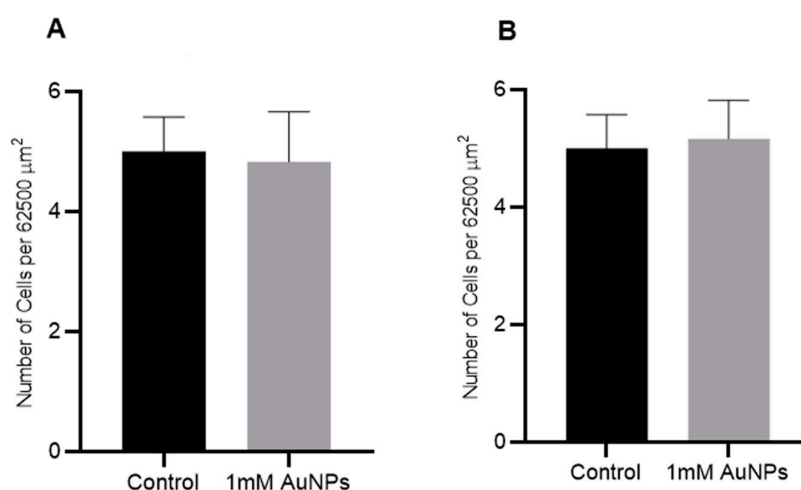 A
Number of Cells per 62500 μm²
6
4
2
0
Control 1mM AuNPs
B
Number of Cells per 62500 μm²
6
4
2
0
Control 1mM AuNPs